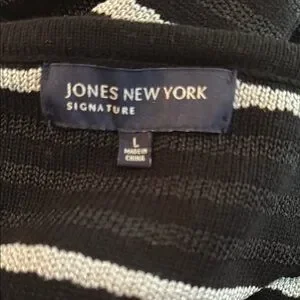 JONES NEW YORK
SIGNATURE
L
MADE IN
CHINA